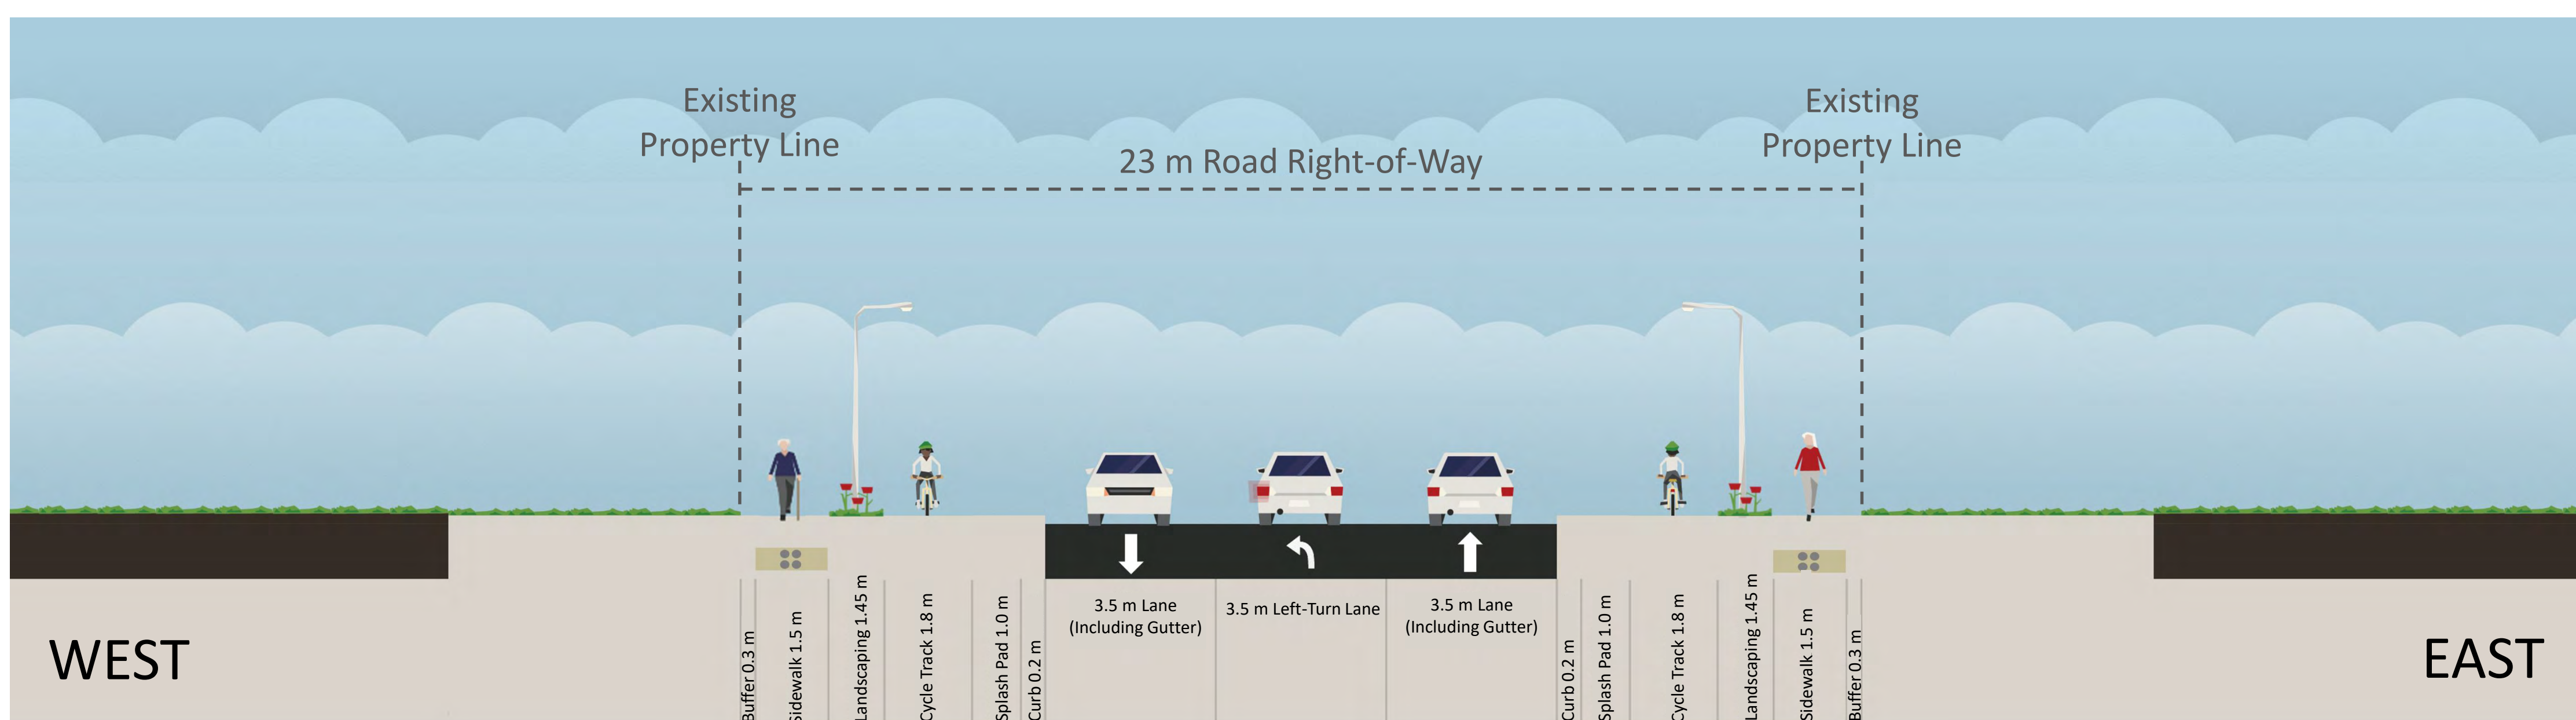 Existing
Property Line
Existing
Property Line
23 m Road Right-of-Way
WEST
Buffer 0.3 m
Sidewalk 1.5 m
Landscaping 1.45 m
Cycle Track 1.8 m
Splash Pad 1.0 m
Curb 0.2 m
3.5 m Lane
(Including Gutter)
3.5 m Left-Turn Lane
3.5 m Lane
(Including Gutter)
Curb 0.2 m
Splash Pad 1.0 m
Cycle Track 1.8 m
Landscaping 1.45 m
Sidewalk 1.5 m
Buffer 0.3 m
EAST